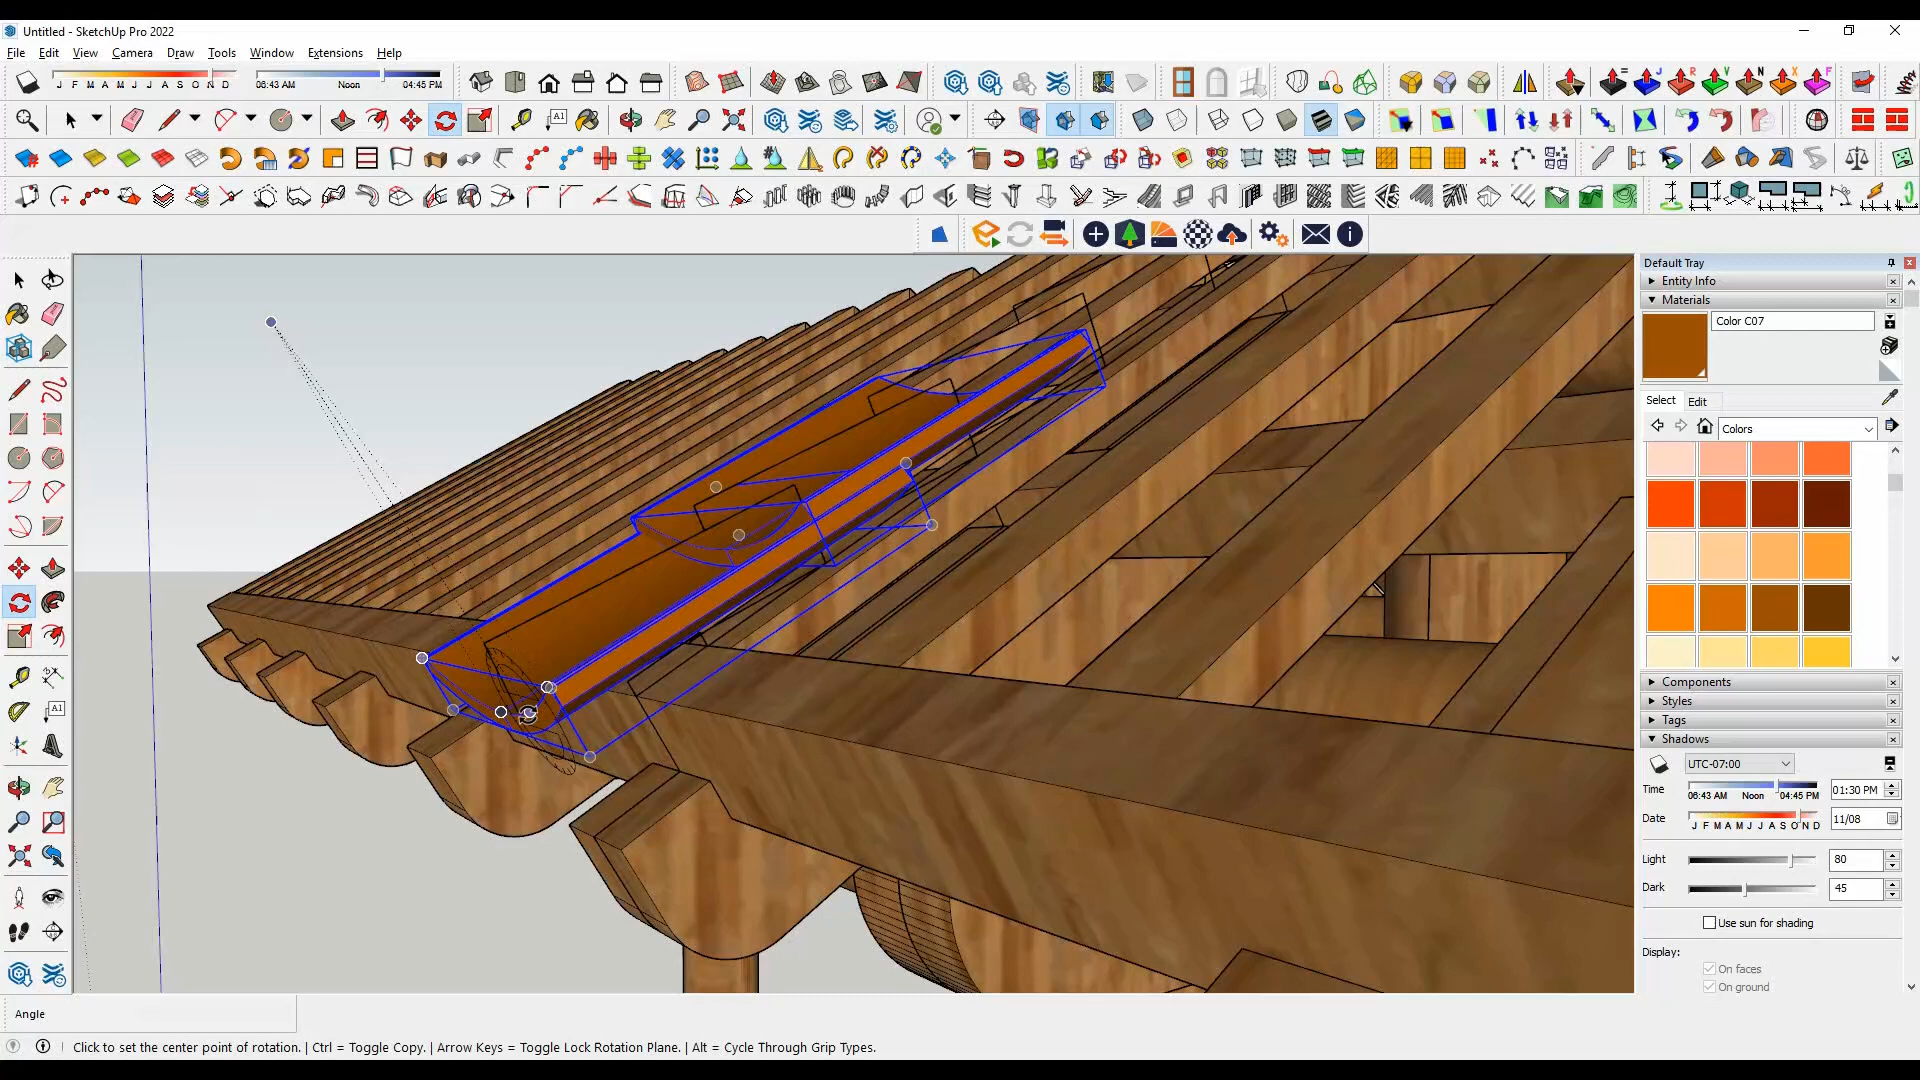 Untitled - SketchUp Pro 2022
File Edit View Camera Draw Tools Window Extensions Help
J F M A M J J A S O N D 06:43 AM Noon 04:45 PM
A1
Default Tray
Entity Info
Materials
Color C07
Select Edit
Colors
A1
Components
Styles
Tags
Shadows
UTC-07:00
Time 06:43 AM Noon 04:45 PM 01:30 PM
Date J F M A M J J A S O N D 11/08
Light 80
Dark 45
Use sun for shading
Display:
On faces
On ground
Angle
Click to set the center point of rotation. | Ctrl = Toggle Copy. | Arrow Keys = Toggle Lock Rotation Plane. | Alt = Cycle Through Grip Types.